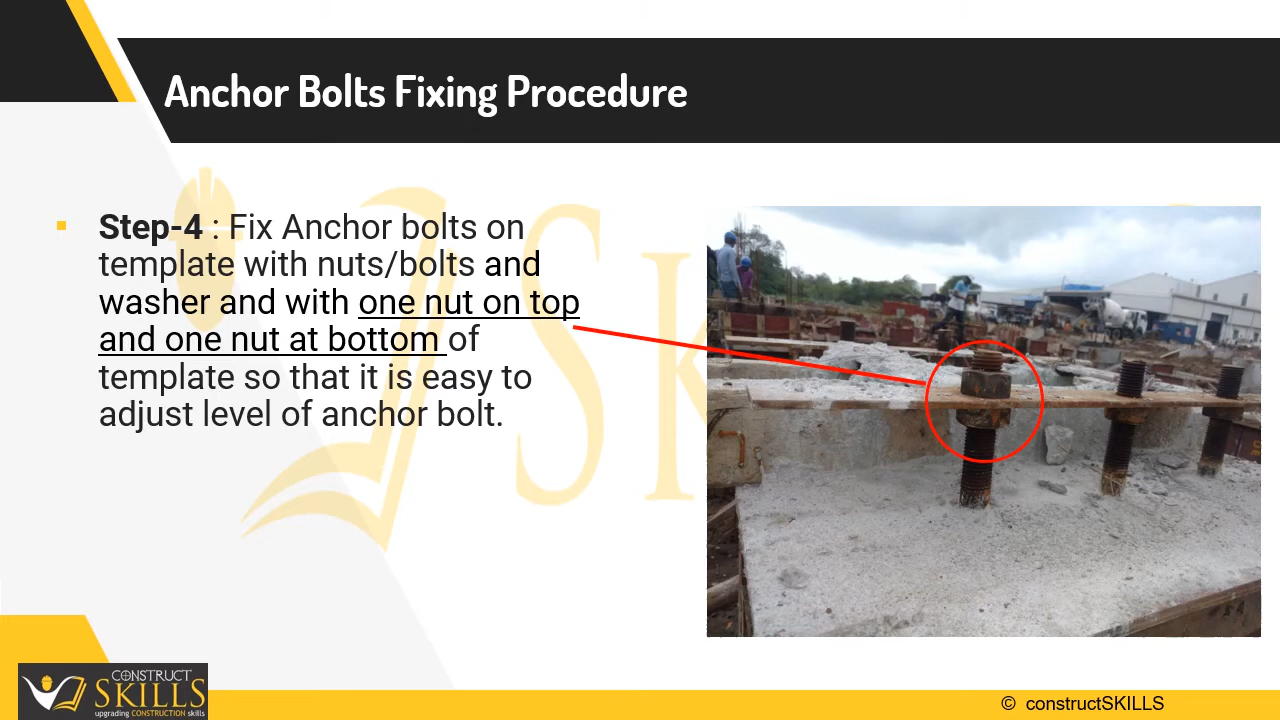 Anchor Bolts Fixing Procedure
▪ Step-4 : Fix Anchor bolts on
template with nuts/bolts and
washer and with one nut on top
and one nut at bottom of
template so that it is easy to
adjust level of anchor bolt.
CONSTRUCT
SKILLS
upgrading CONSTRUCTION skills
© constructSKILLS